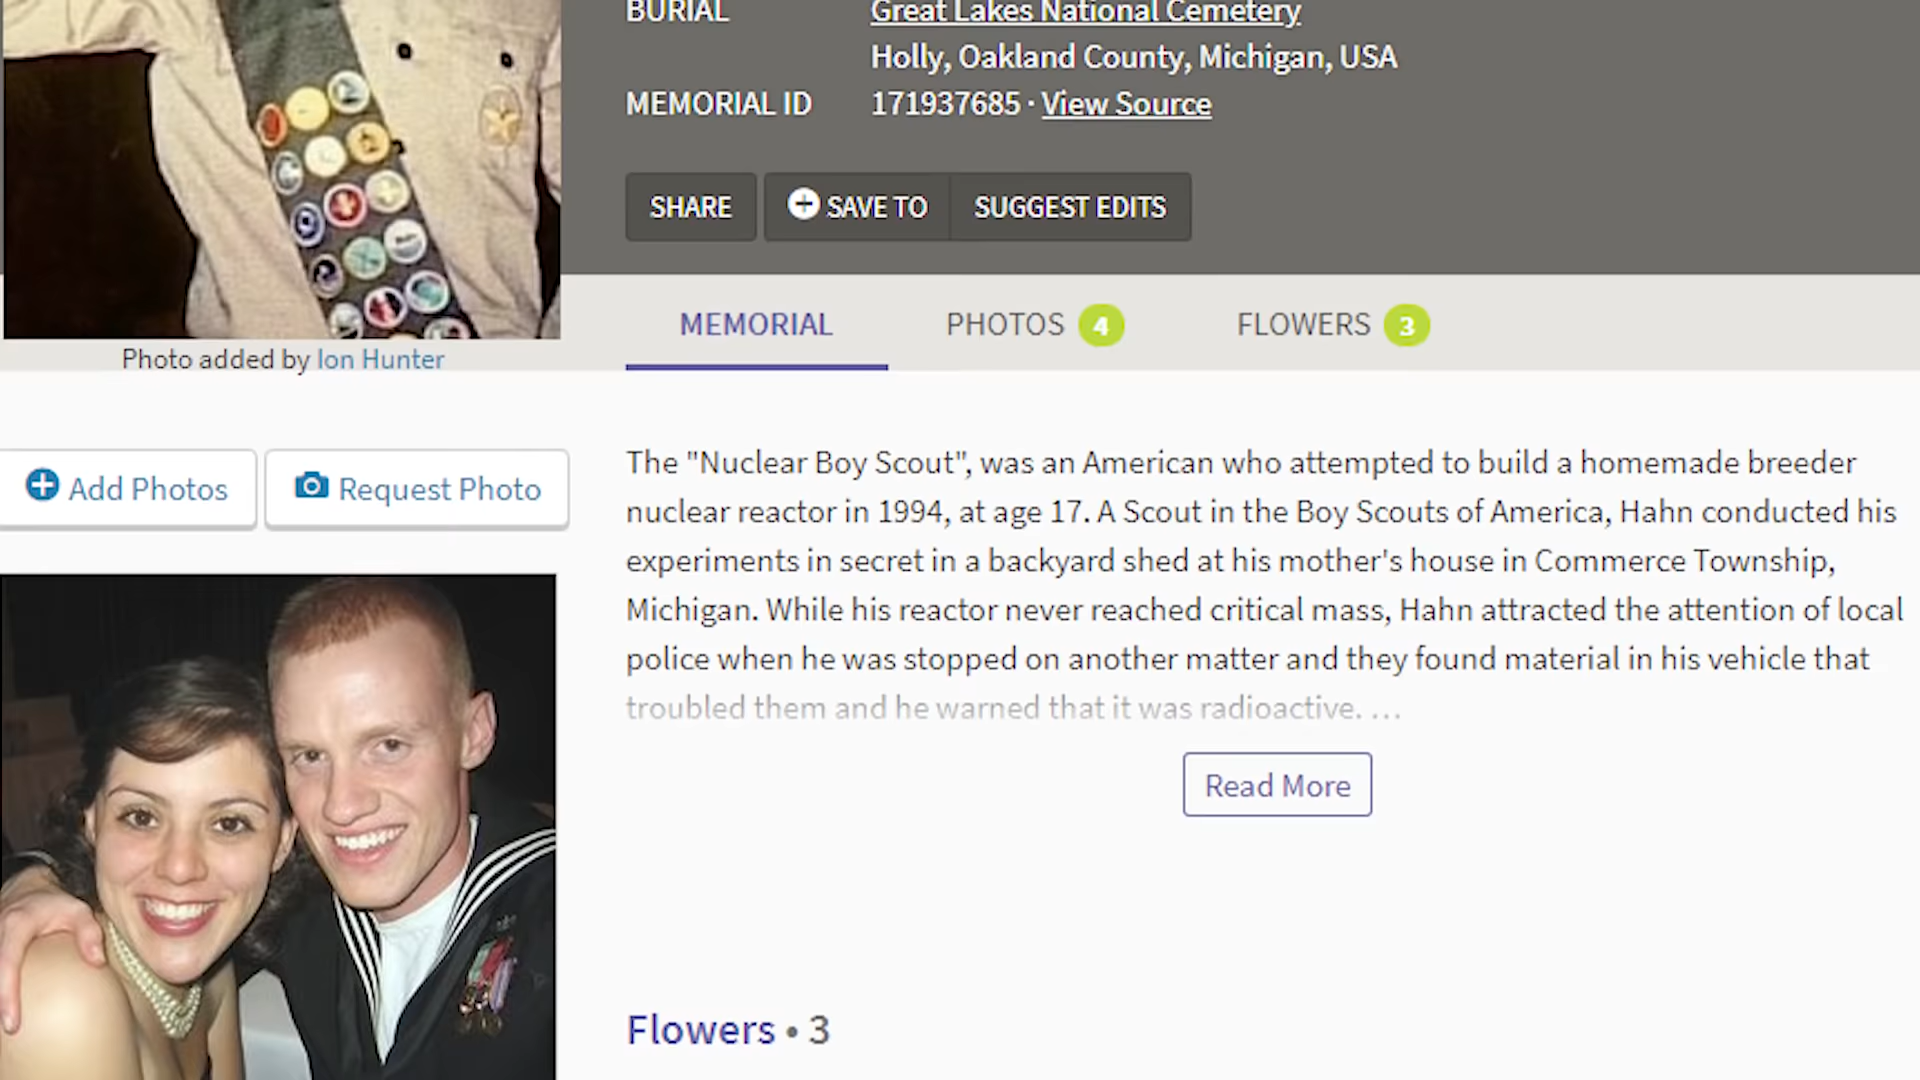 BURIAL Great Lakes National Cemetery
Holly, Oakland County, Michigan, USA
MEMORIAL ID 171937685 · View Source
SHARE SAVE TO SUGGEST EDITS
MEMORIAL PHOTOS 4 FLOWERS 3
Photo added by Ion Hunter
Add Photos Request Photo
The "Nuclear Boy Scout", was an American who attempted to build a homemade breeder
nuclear reactor in 1994, at age 17. A Scout in the Boy Scouts of America, Hahn conducted his
experiments in secret in a backyard shed at his mother's house in Commerce Township,
Michigan. While his reactor never reached critical mass, Hahn attracted the attention of local
police when he was stopped on another matter and they found material in his vehicle that
troubled them and he warned that it was radioactive. …
Read More
Flowers • 3